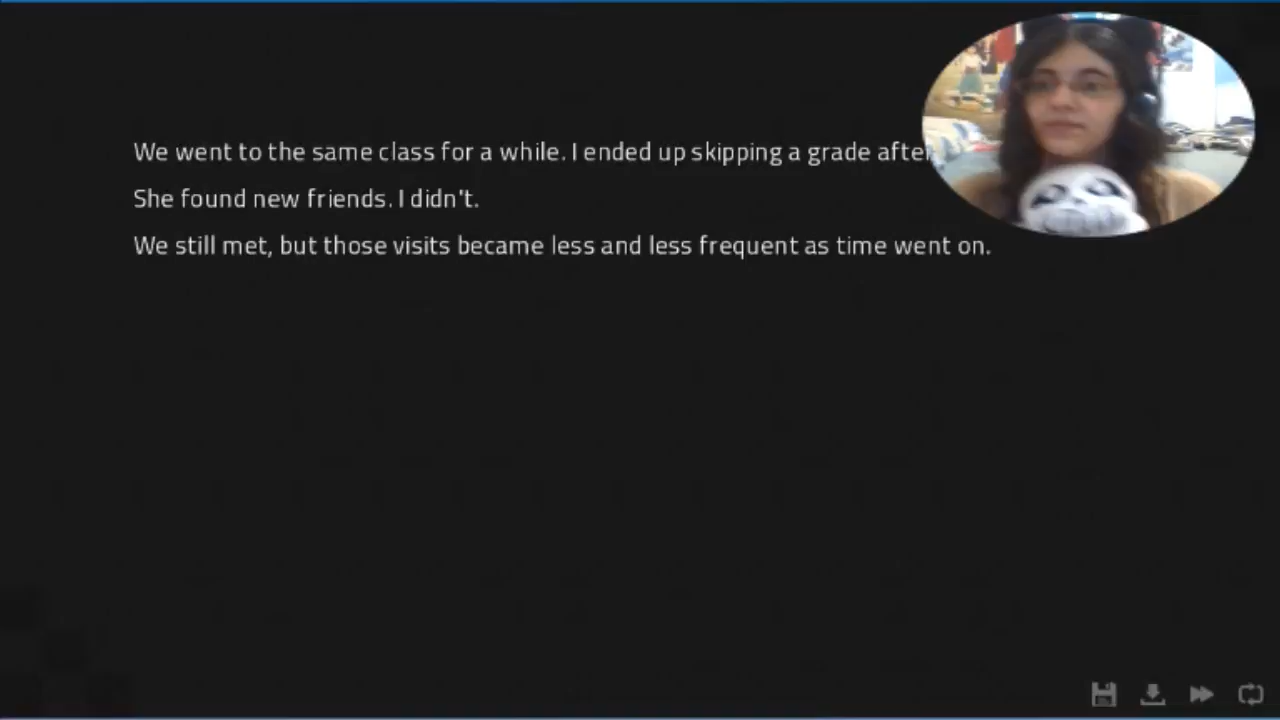 We went to the same class for a while. I ended up skipping a grade after
She found new friends. I didn't.
We still met, but those visits became less and less frequent as time went on.